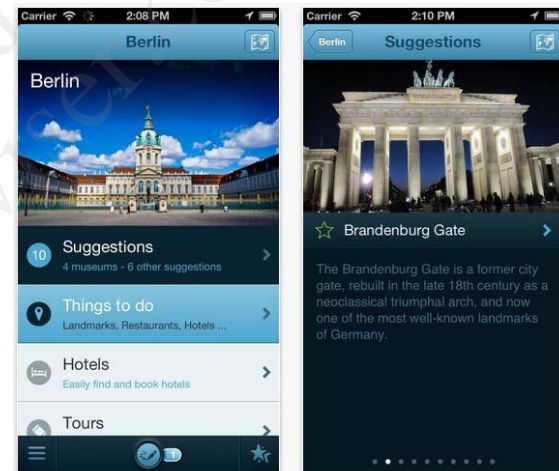 Carrier 2:08 PM
Berlin
Berlin
10
Suggestions
4 museums - 6 other suggestions
Things to do
Landmarks, Restaurants, Hotels ...
Hotels
Easily find and book hotels
Tours
1
Carrier 2:10 PM
Berlin
Suggestions
Brandenburg Gate
The Brandenburg Gate is a former city
gate, rebuilt in the late 18th century as a
neoclassical triumphal arch, and now
one of the most well-known landmarks
of Germany.